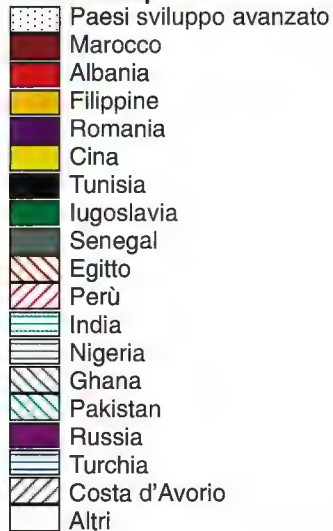 Paesi sviluppo avanzato
Marocco
Albania
Filippine
Romania
Cina
Tunisia
Iugoslavia
Senegal
Egitto
Perù
India
Nigeria
Ghana
Pakistan
Russia
Turchia
Costa d'Avorio
Altri